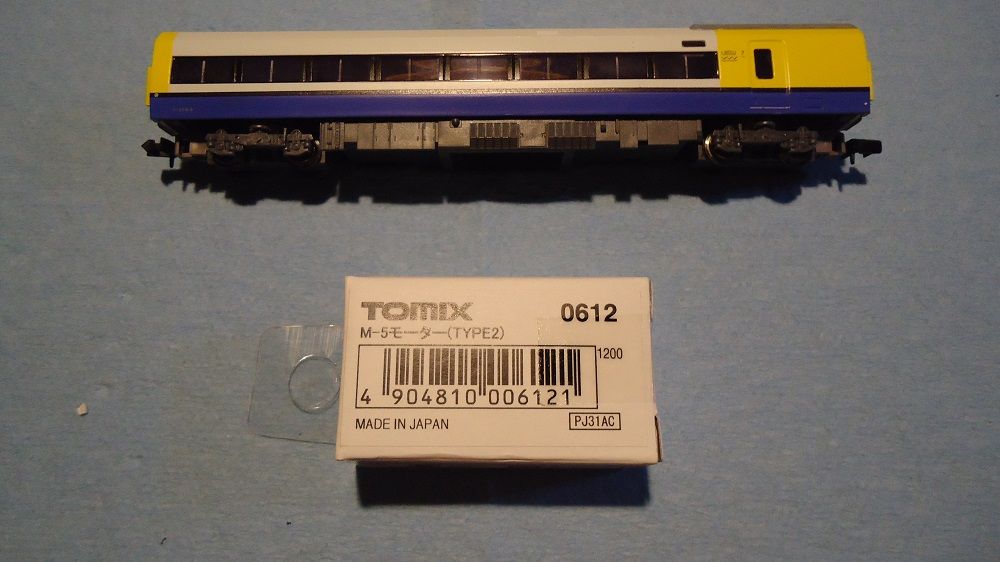 TOMIX 0612
M-5モーター(TYPE2)
1200
4 904810 006121
MADE IN JAPAN PJ31AC